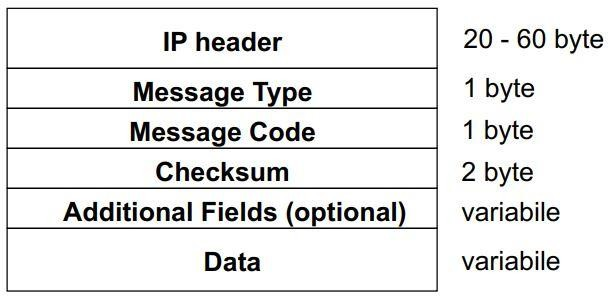 IP header 20 - 60 byte
Message Type 1 byte
Message Code 1 byte
Checksum 2 byte
Additional Fields (optional) variabile
Data variabile